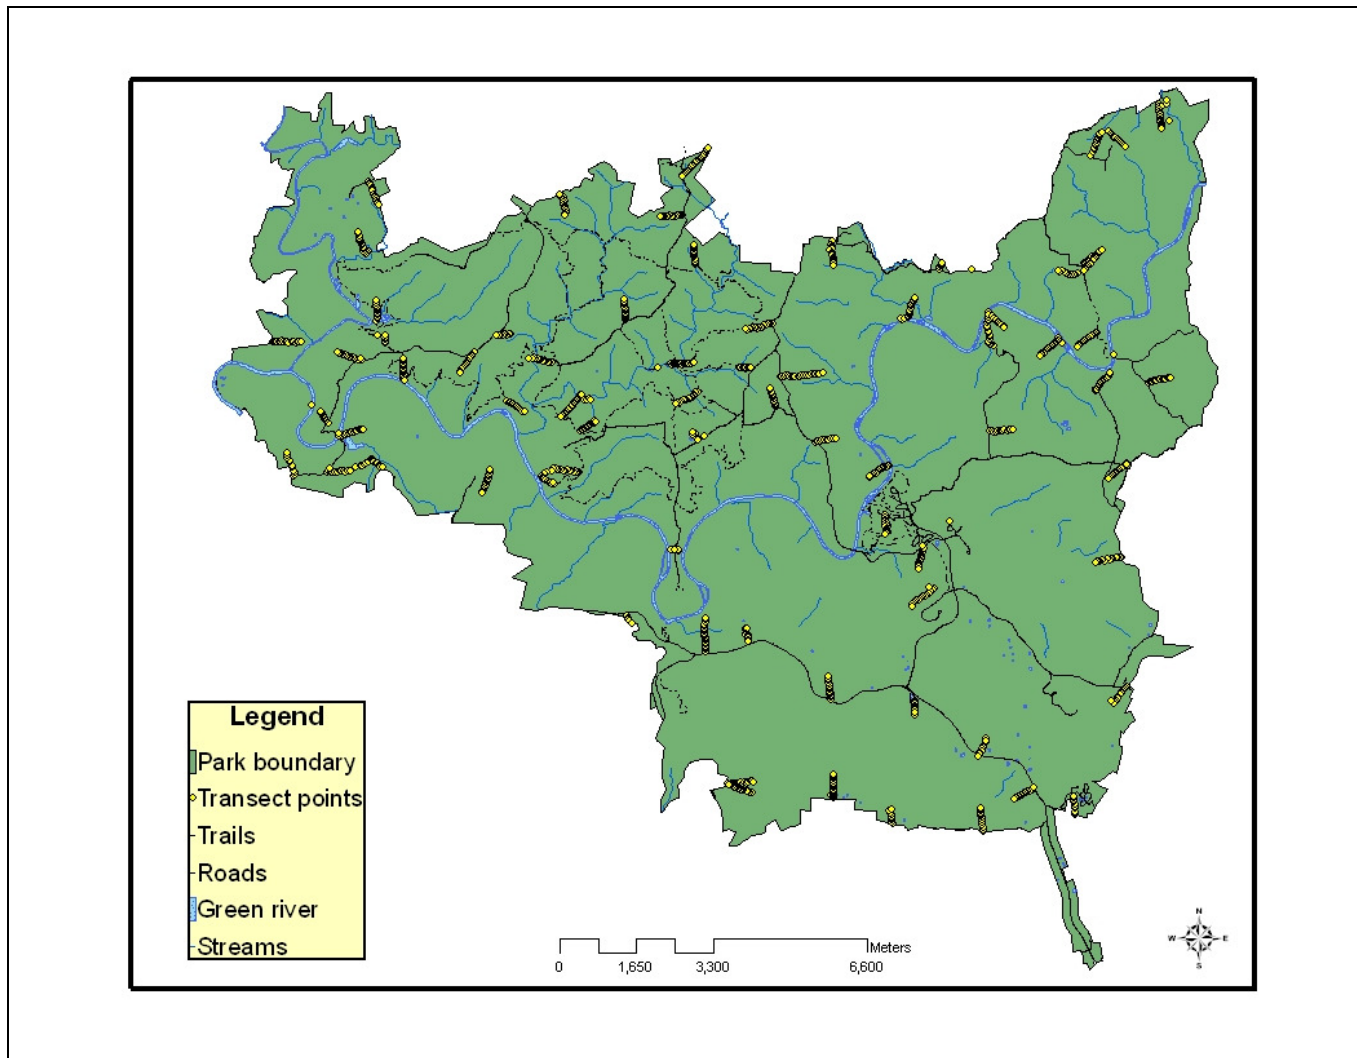 Legend
Park boundary
Transect points
Trails
Roads
Green river
Streams
Meters
0 1,650 3,300 6,600
N
W E
S